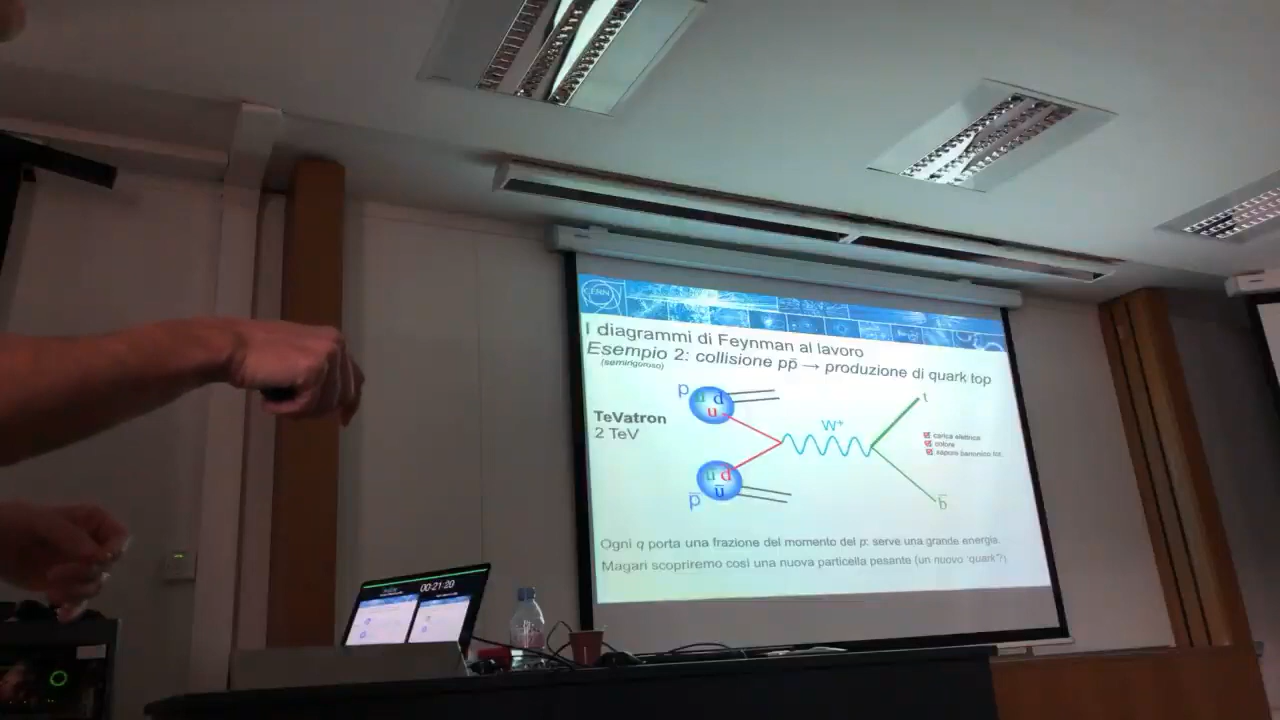 CERN
I diagrammi di Feynman al lavoro
Esempio 2: collisione pp̄ → produzione di quark top
(semirigoroso)
TeVatron
2 TeV
p
u d
u
W⁺
t
carica elettrica
colore
sapore barionico tot.
ū d̄
ū
p̄
b̄
Ogni q porta una frazione del momento del p: serve una grande energia.
Magari scopriremo così una nuova particella pesante (un nuovo 'quark'?)
00:21:20